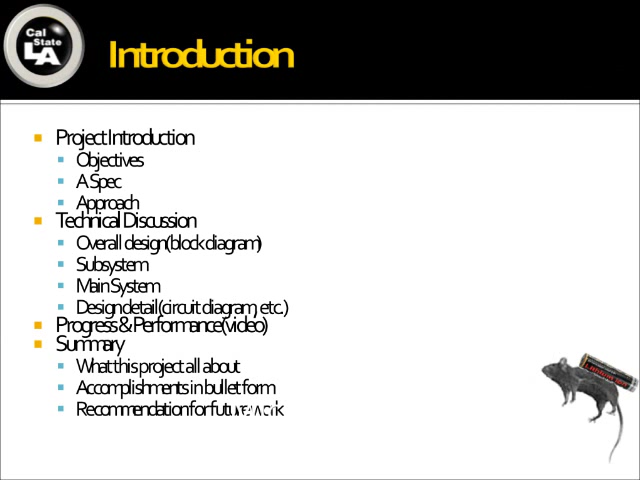 Cal
State
LA
Introduction
Project Introduction
Objectives
A Spec
Approach
Technical Discussion
Overall design(block diagram)
Subsystem
Main System
Design detail(circuit diagram, etc.)
Progress & Performance(video)
Summary
What this project all about
Accomplishments in bullet form
Recommendation for future work